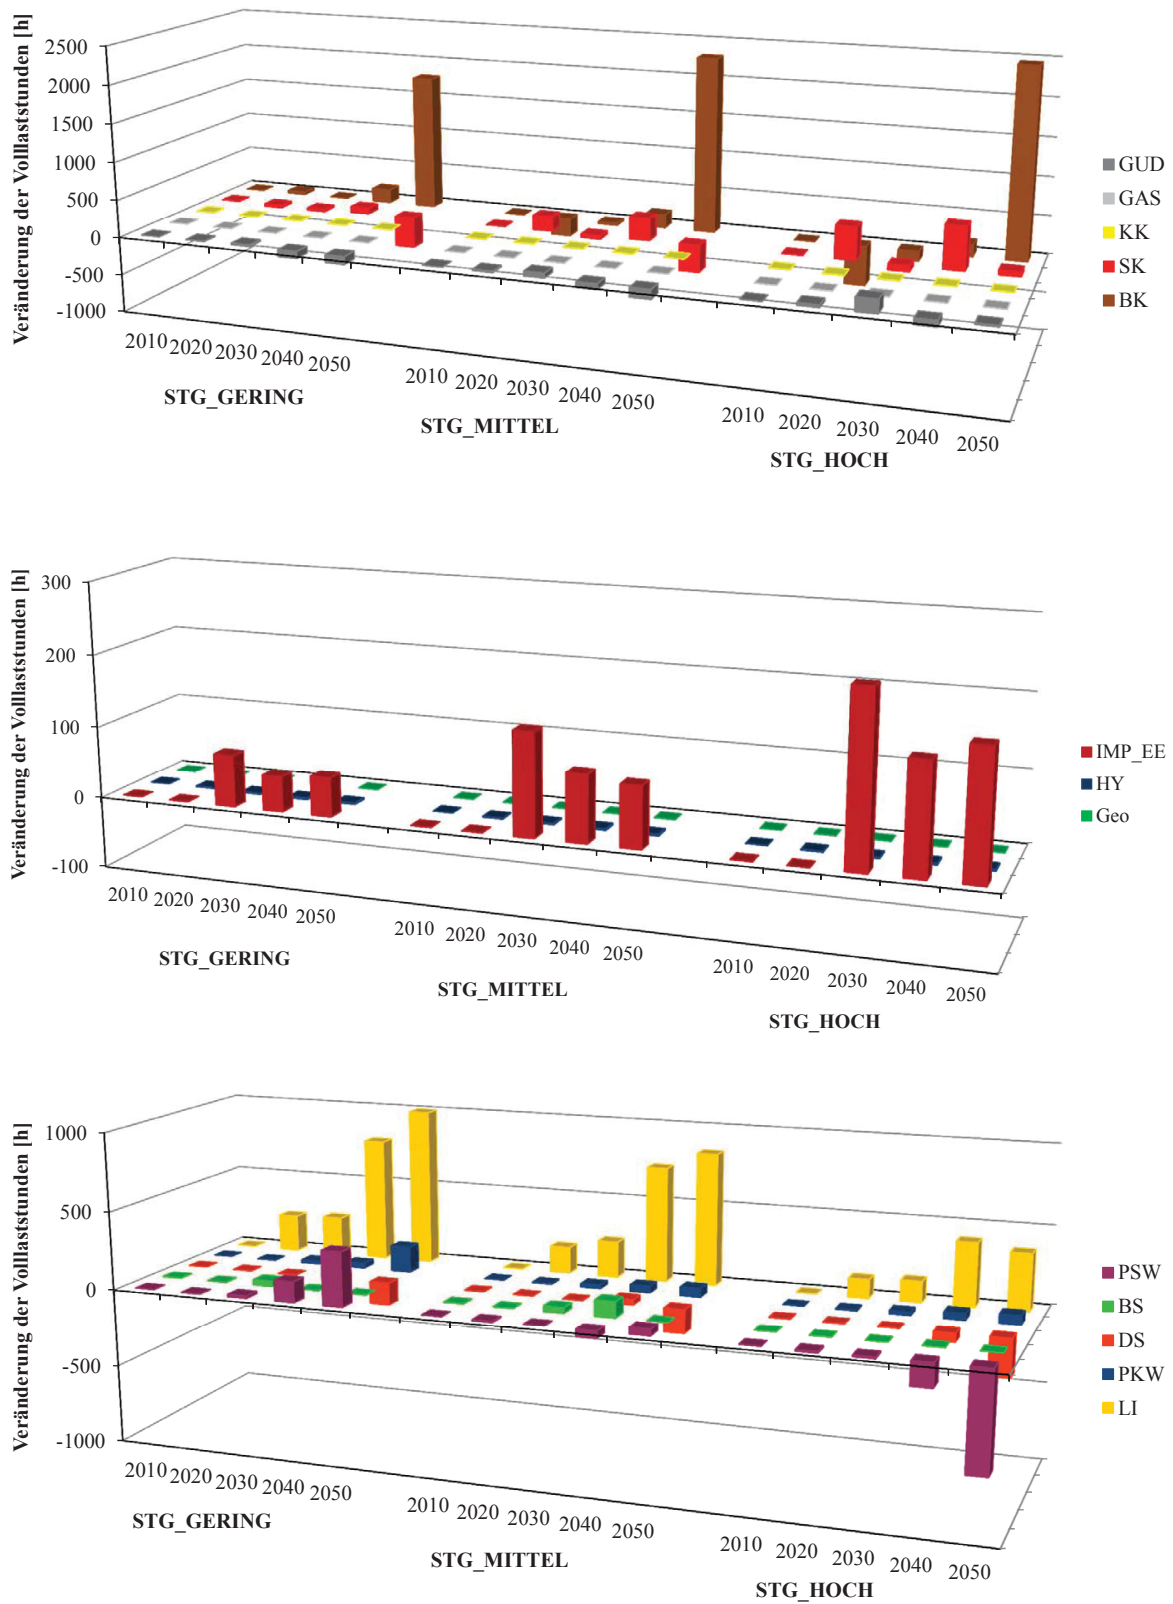 Veränderung der Volllaststunden [h]
2500
2000
1500
1000
500
0
-500
-1000
2010 2020 2030 2040 2050
2010 2020 2030 2040 2050
2010 2020 2030 2040 2050
STG_GERING
STG_MITTEL
STG_HOCH
GUD
GAS
KK
SK
BK
Veränderung der Volllaststunden [h]
300
200
100
0
-100
2010 2020 2030 2040 2050
2010 2020 2030 2040 2050
2010 2020 2030 2040 2050
STG_GERING
STG_MITTEL
STG_HOCH
IMP_EE
HY
Geo
Veränderung der Volllaststunden [h]
1000
500
0
-500
-1000
2010 2020 2030 2040 2050
2010 2020 2030 2040 2050
2010 2020 2030 2040 2050
STG_GERING
STG_MITTEL
STG_HOCH
PSW
BS
DS
PKW
LI